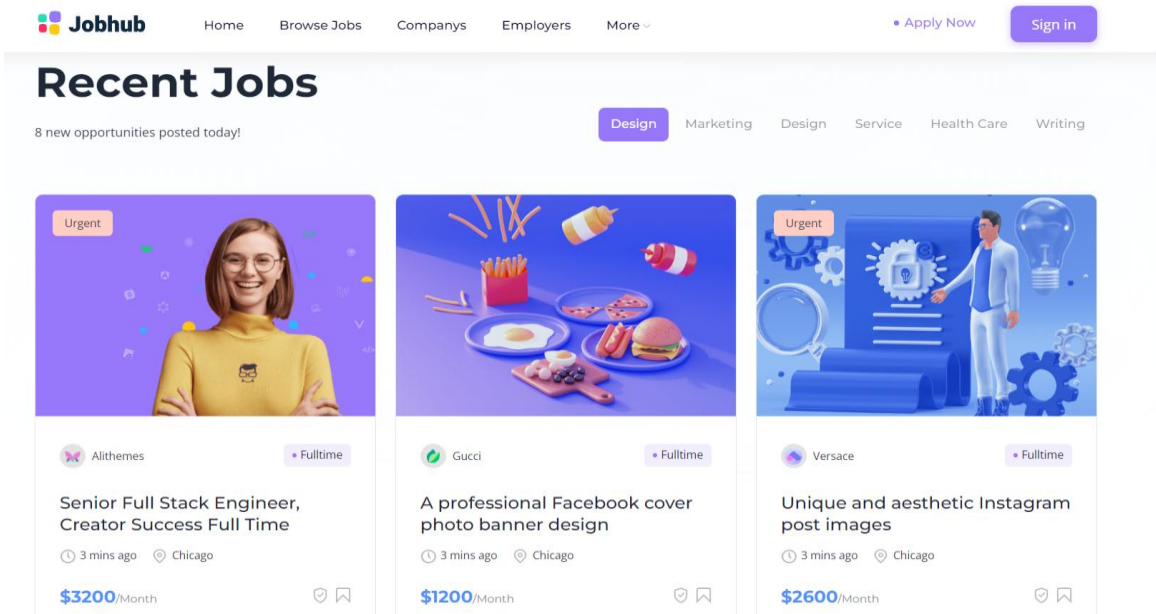 Jobhub Home Browse Jobs Companys Employers More • Apply Now Sign in
Recent Jobs
8 new opportunities posted today!
Design Marketing Design Service Health Care Writing
Urgent
Alithemes • Fulltime
Senior Full Stack Engineer,
Creator Success Full Time
3 mins ago Chicago
$3200/Month
Gucci • Fulltime
A professional Facebook cover
photo banner design
3 mins ago Chicago
$1200/Month
Urgent
Versace • Fulltime
Unique and aesthetic Instagram
post images
3 mins ago Chicago
$2600/Month